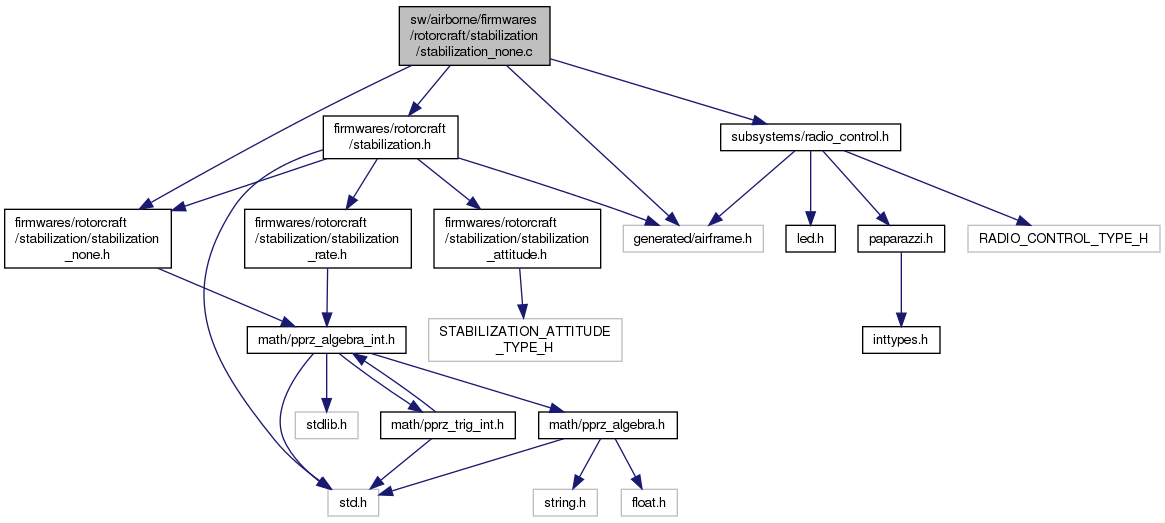 sw/airborne/firmwares
/rotorcraft/stabilization
/stabilization_none.c
firmwares/rotorcraft
/stabilization.h
subsystems/radio_control.h
firmwares/rotorcraft
/stabilization/stabilization
_none.h
firmwares/rotorcraft
/stabilization/stabilization
_rate.h
firmwares/rotorcraft
/stabilization/stabilization
_attitude.h
generated/airframe.h
led.h
paparazzi.h
RADIO_CONTROL_TYPE_H
math/pprz_algebra_int.h
STABILIZATION_ATTITUDE
_TYPE_H
inttypes.h
stdlib.h
math/pprz_trig_int.h
math/pprz_algebra.h
std.h
string.h
float.h